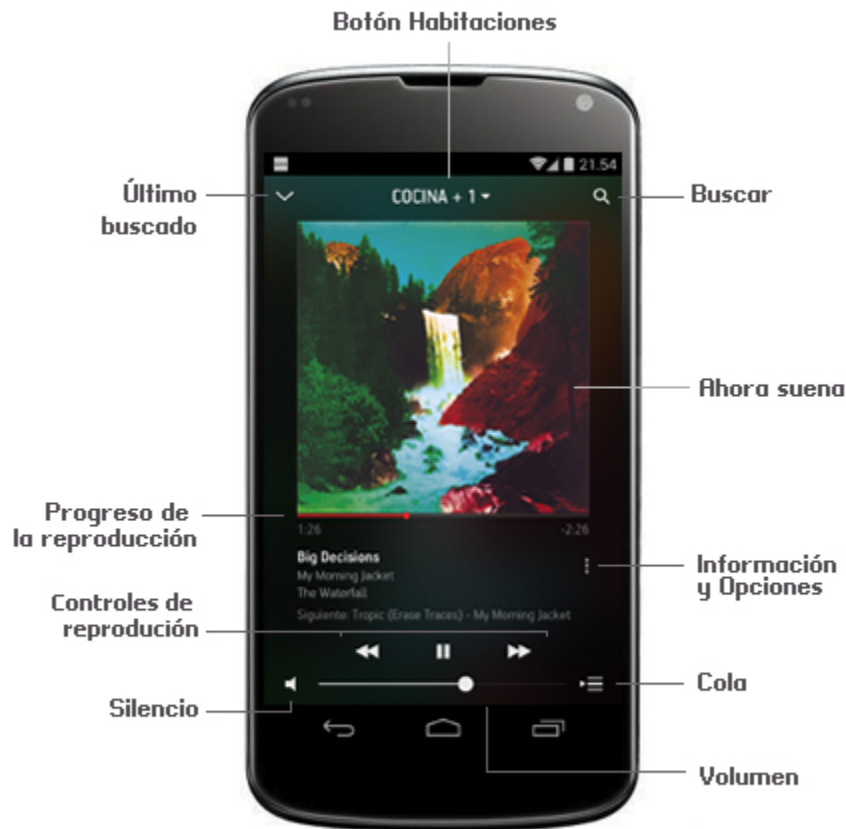 Botón Habitaciones
21.54
Último
buscado
COCINA + 1
Buscar
Ahora suena
Progreso de
la reproducción
1:26
-2:26
Big Decisions
My Morning Jacket
The Waterfall
Siguiente: Tropic (Erase Traces) - My Morning Jacket
Información
y Opciones
Controles de
reprodución
Cola
Silencio
Volumen